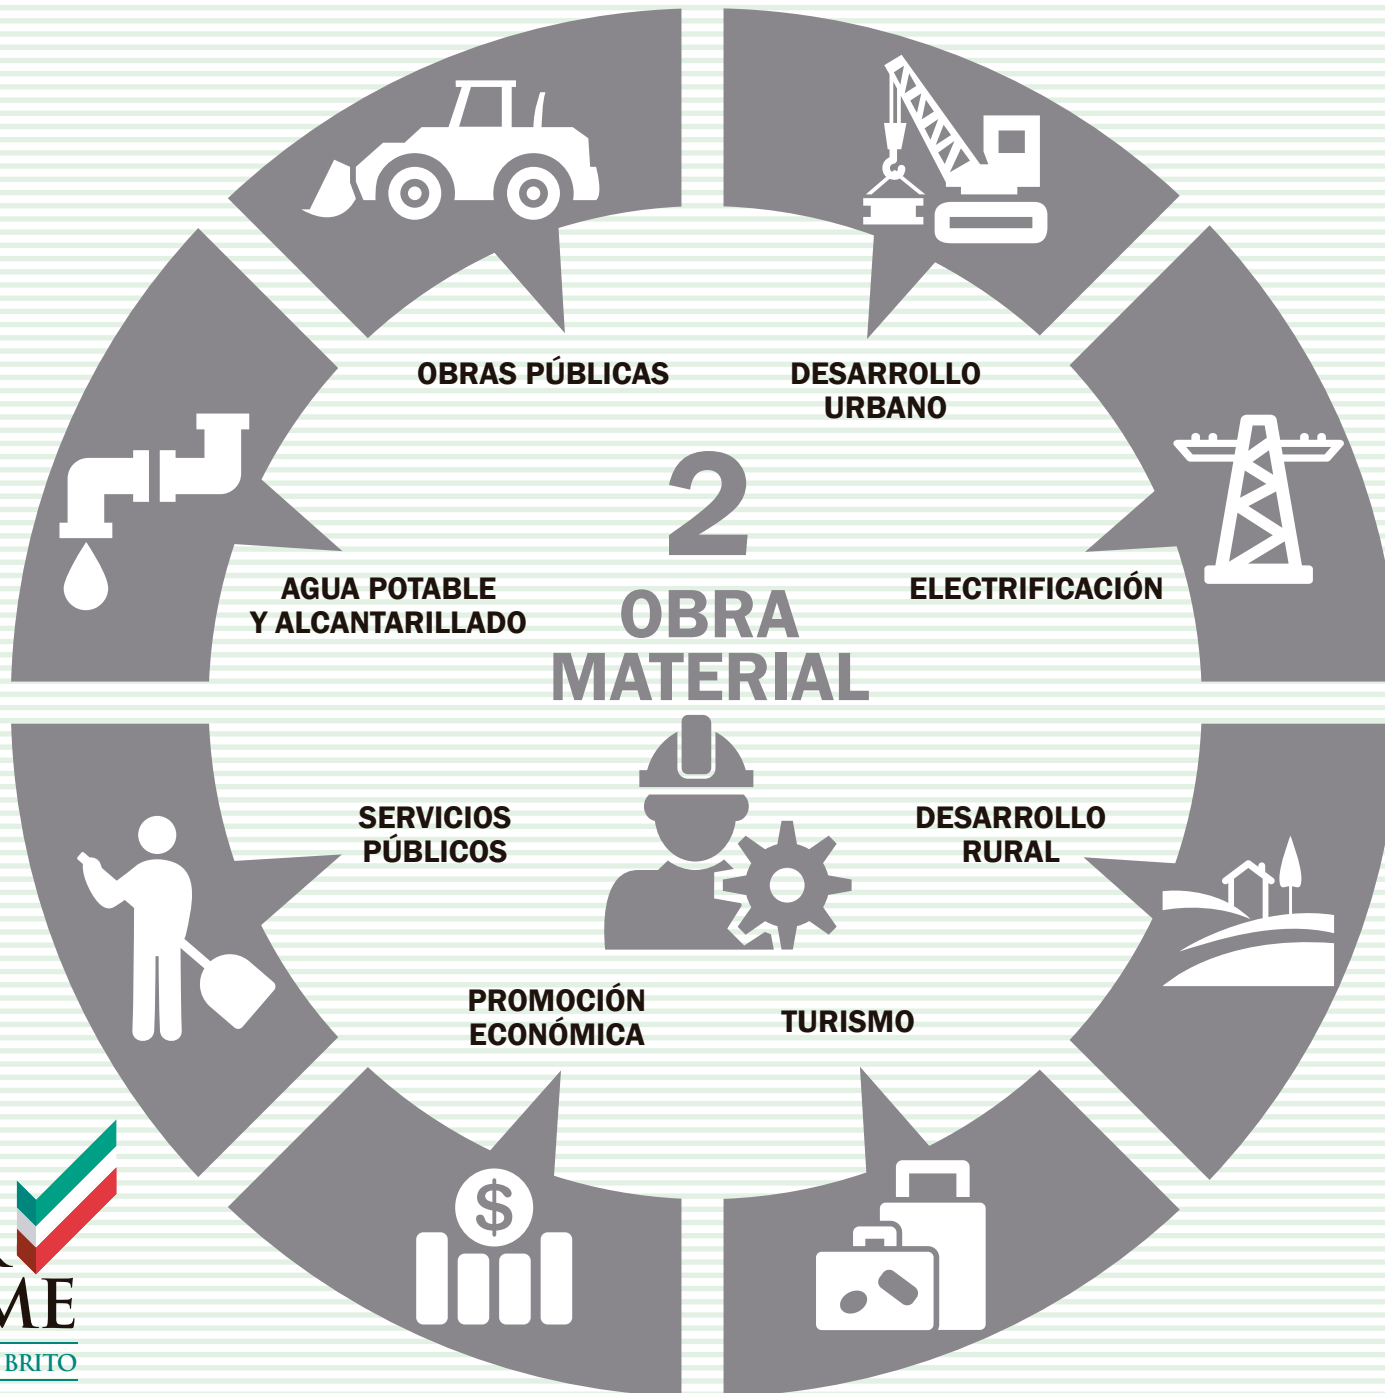 OBRAS PÚBLICAS
DESARROLLO
URBANO
2
AGUA POTABLE
Y ALCANTARILLADO
ELECTRIFICACIÓN
OBRA
MATERIAL
SERVICIOS
PÚBLICOS
DESARROLLO
RURAL
PROMOCIÓN
ECONÓMICA
TURISMO
$
ME
BRITO